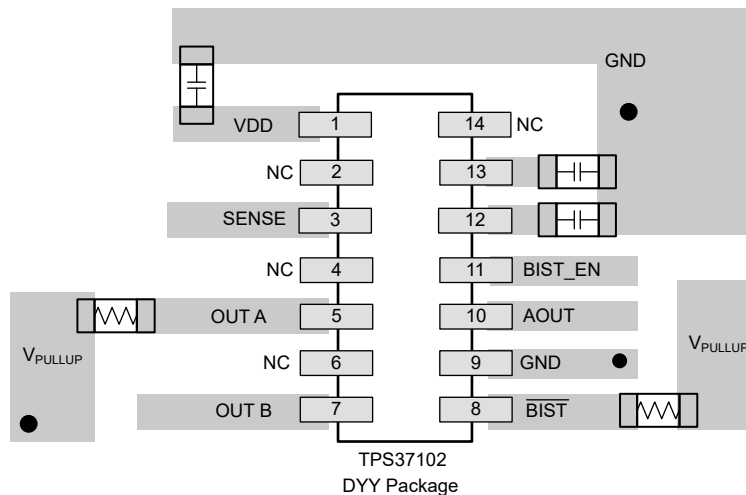 GND
VDD 1 14 NC
NC 2 13
SENSE 3 12
NC 4 11 BIST_EN
OUT A 5 10 AOUT
VPULLUP NC 6 9 GND VPULLUP
OUT B 7 8 BIST
TPS37102
DYY Package